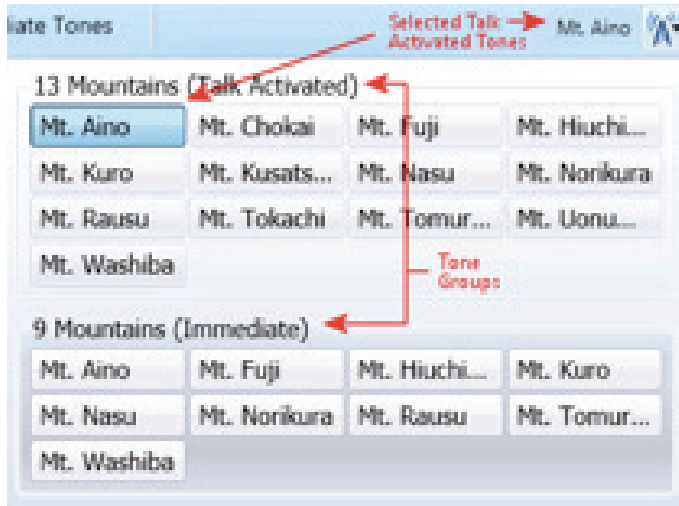 iate Tones
Selected Talk
Activated Tones
Mt. Aino
13 Mountains (Talk Activated)
Mt. Aino Mt. Chokai Mt. Fuji Mt. Hiuchi...
Mt. Kuro Mt. Kusats... Mt. Nasu Mt. Norikura
Mt. Rausu Mt. Tokachi Mt. Tomur... Mt. Uonu...
Mt. Washiba
Tone
Groups
9 Mountains (Immediate)
Mt. Aino Mt. Fuji Mt. Hiuchi... Mt. Kuro
Mt. Nasu Mt. Norikura Mt. Rausu Mt. Tomur...
Mt. Washiba